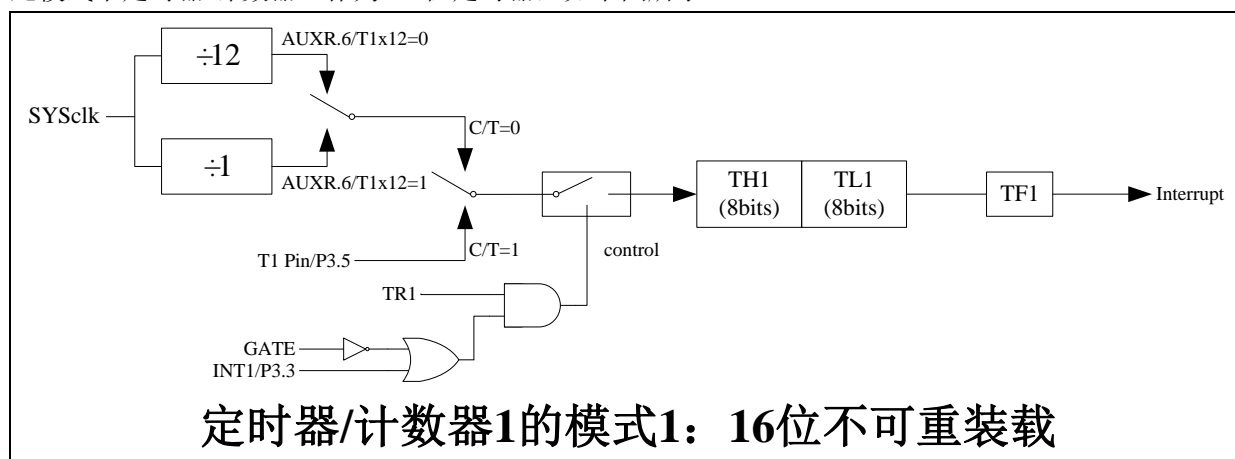 ÷12
AUXR.6/T1x12=0
SYSclk
C/T=0
÷1
AUXR.6/T1x12=1
TH1
(8bits)
TL1
(8bits)
TF1
Interrupt
T1 Pin/P3.5
C/T=1
control
TR1
GATE
INT1/P3.3
定时器/计数器1的模式1：16位不可重装载